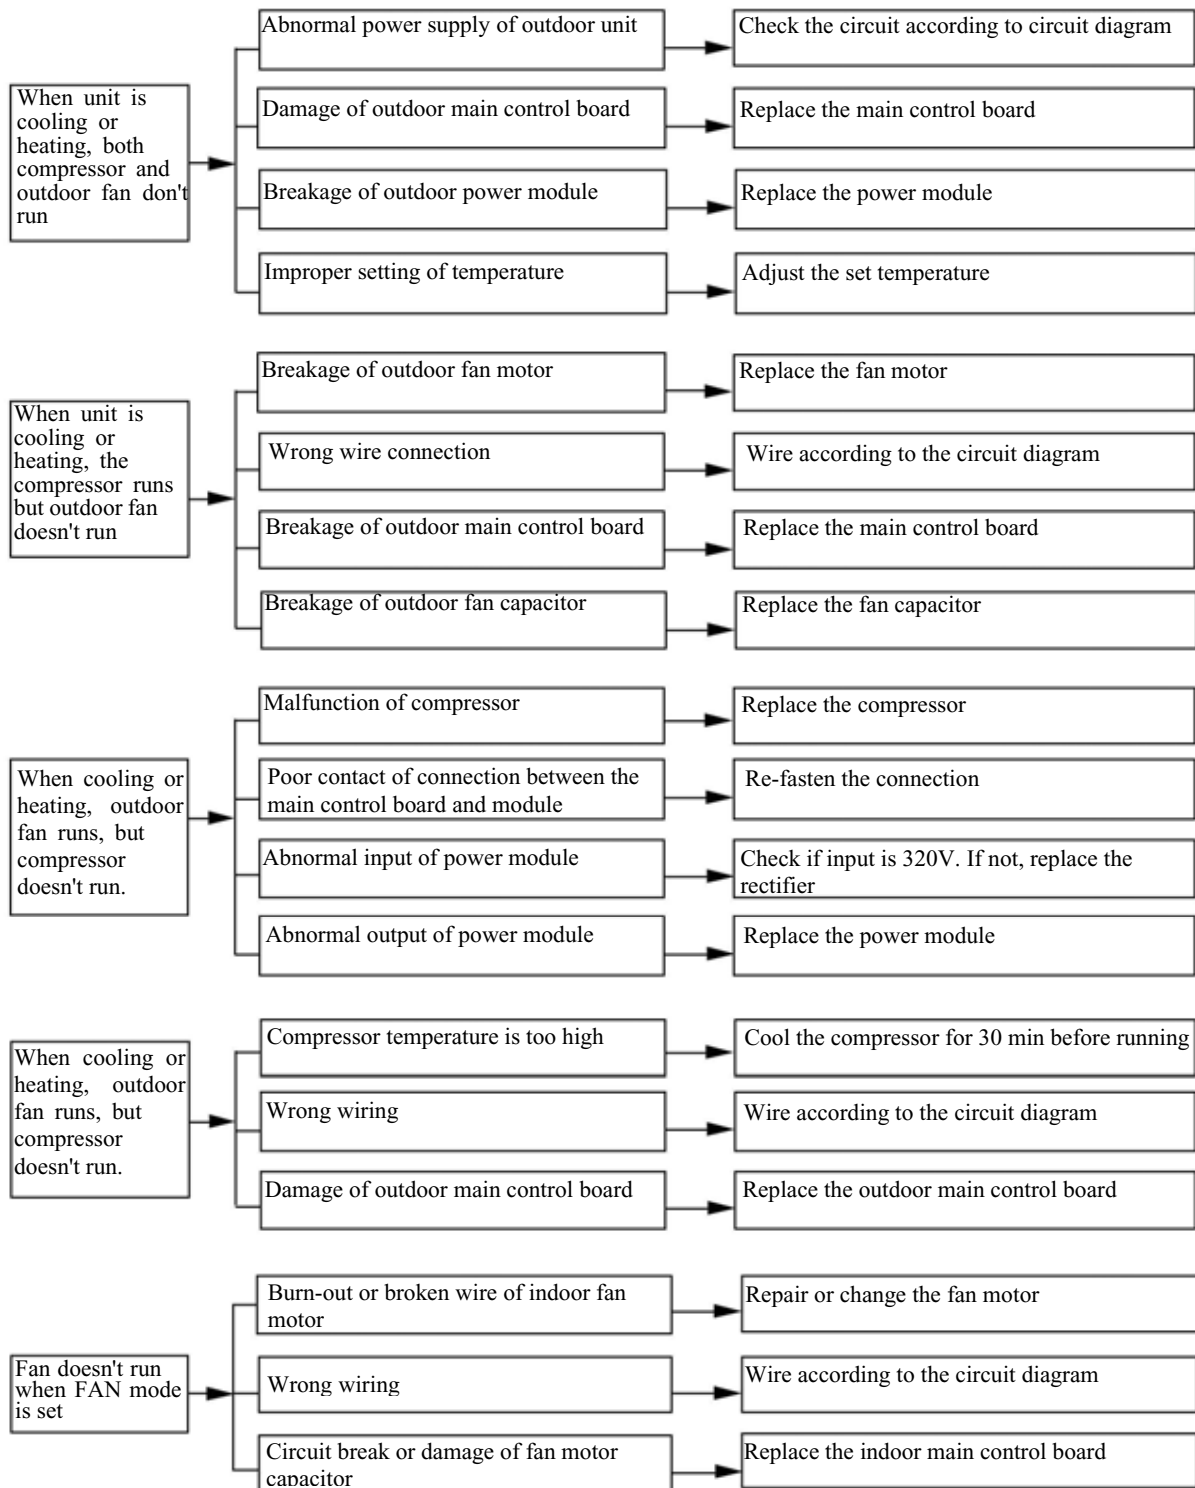 When unit is
cooling or
heating, both
compressor and
outdoor fan don't
run
Abnormal power supply of outdoor unit
Check the circuit according to circuit diagram
Damage of outdoor main control board
Replace the main control board
Breakage of outdoor power module
Replace the power module
Improper setting of temperature
Adjust the set temperature
When unit is
cooling or
heating, the
compressor runs
but outdoor fan
doesn't run
Breakage of outdoor fan motor
Replace the fan motor
Wrong wire connection
Wire according to the circuit diagram
Breakage of outdoor main control board
Replace the main control board
Breakage of outdoor fan capacitor
Replace the fan capacitor
When cooling or
heating, outdoor
fan runs, but
compressor
doesn't run.
Malfunction of compressor
Replace the compressor
Poor contact of connection between the
main control board and module
Re-fasten the connection
Abnormal input of power module
Check if input is 320V. If not, replace the
rectifier
Abnormal output of power module
Replace the power module
When cooling or
heating, outdoor
fan runs, but
compressor
doesn't run.
Compressor temperature is too high
Cool the compressor for 30 min before running
Wrong wiring
Wire according to the circuit diagram
Damage of outdoor main control board
Replace the outdoor main control board
Fan doesn't run
when FAN mode
is set
Burn-out or broken wire of indoor fan
motor
Repair or change the fan motor
Wrong wiring
Wire according to the circuit diagram
Circuit break or damage of fan motor
capacitor
Replace the indoor main control board